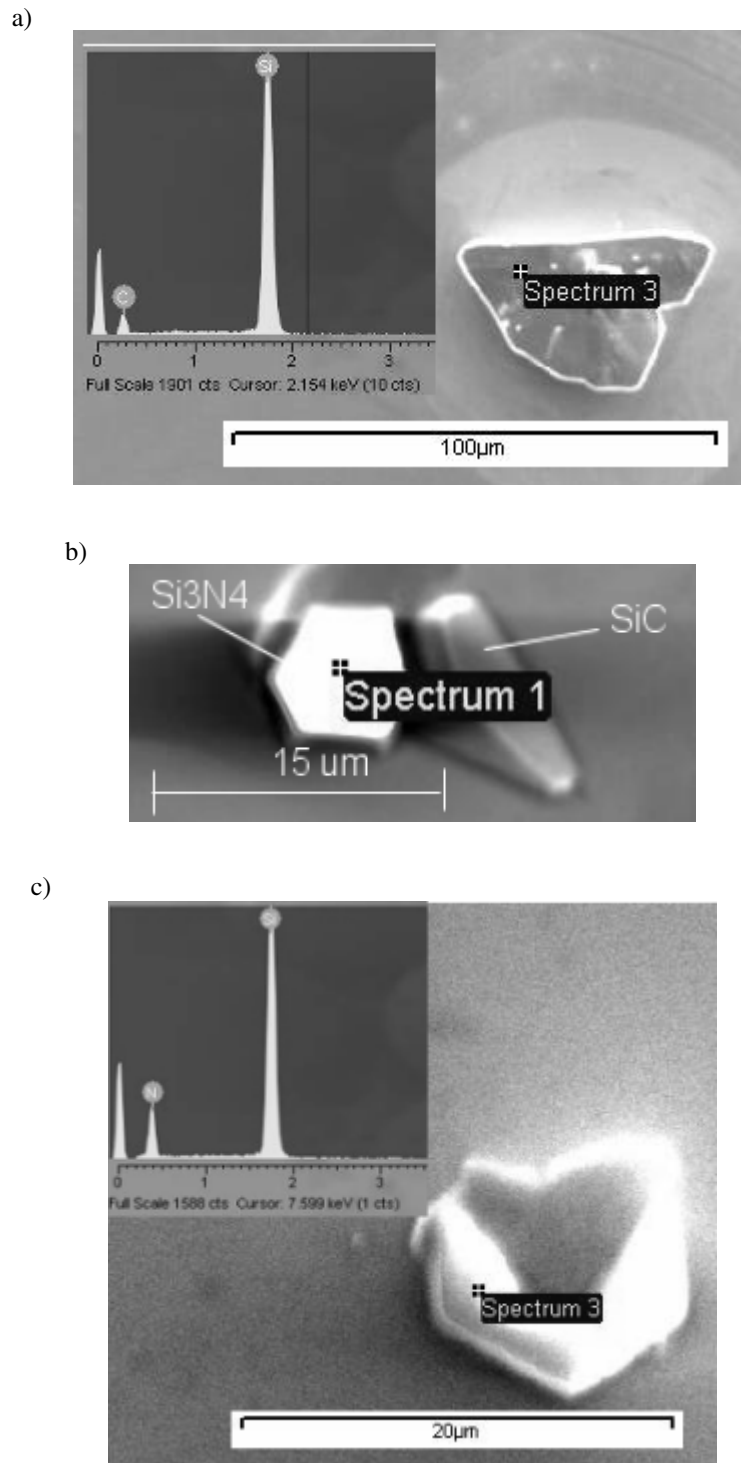 a)
Si
C
Spectrum 3
0 1 2 3
Full Scale 1901 cts Cursor: 2.154 keV (10 cts)
100µm
b)
Si3N4
SiC
Spectrum 1
15 um
c)
Si
N
Spectrum 3
0 1 2 3
Full Scale 1588 cts Cursor: 7.599 keV (1 cts)
20µm